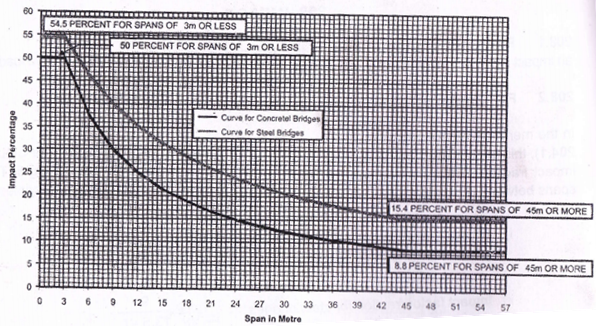 60
54.5 PERCENT FOR SPANS OF 3m OR LESS
55
50 PERCENT FOR SPANS OF 3m OR LESS
50
45
40
35
30
25
20
15
10
5
0
Impact Percentage
Curve for Concretel Bridges
Curve for Steel Bridges
15.4 PERCENT FOR SPANS OF 45m OR MORE
8.8 PERCENT FOR SPANS OF 45m OR MORE
0 3 6 9 12 15 18 21 24 27 30 33 36 39 42 45 48 51 54 57
Span in Metre